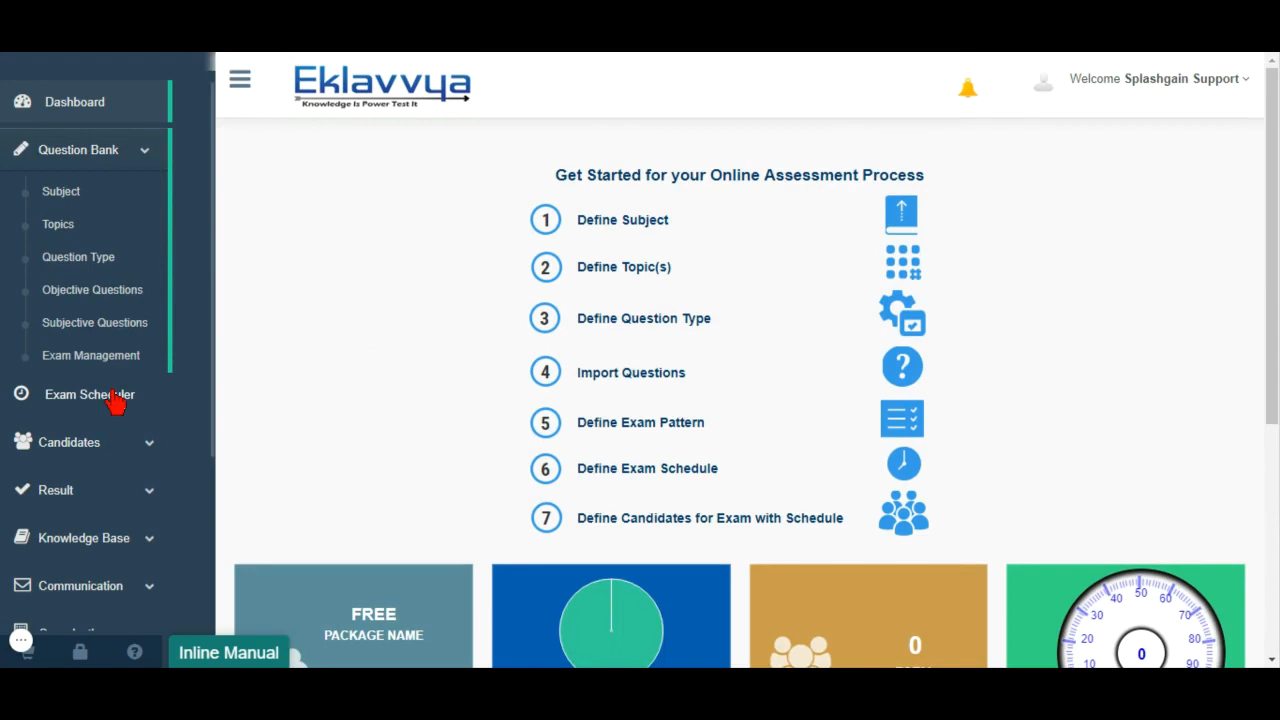 Dashboard
Question Bank
Subject
Topics
Question Type
Objective Questions
Subjective Questions
Exam Management
Exam Scheduler
Candidates
Result
Knowledge Base
Communication
Inline Manual
Eklavvya
Knowledge Is Power Test It
Welcome Splashgain Support
Get Started for your Online Assessment Process
1 Define Subject
2 Define Topic(s)
3 Define Question Type
4 Import Questions
5 Define Exam Pattern
6 Define Exam Schedule
7 Define Candidates for Exam with Schedule
FREE
PACKAGE NAME
0
10 20 30 40 50 60 70 80 90
0